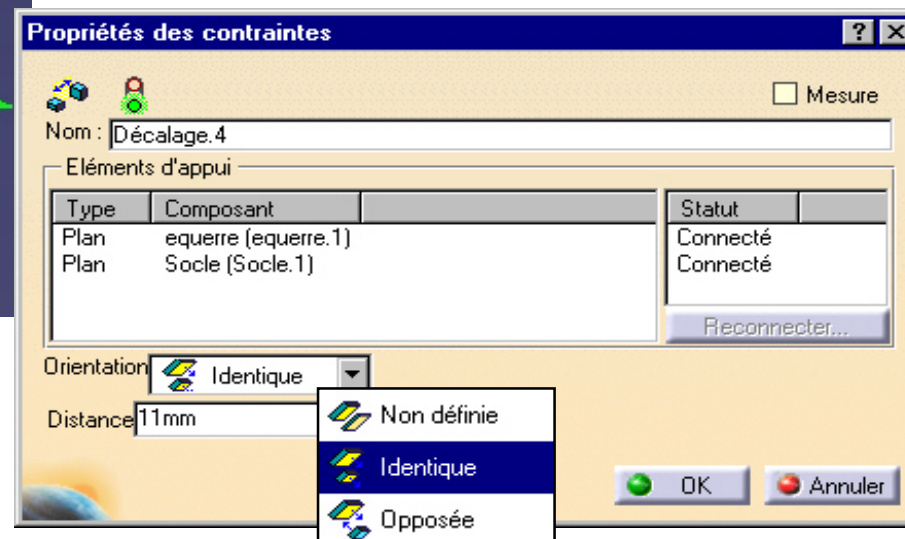 Propriétés des contraintes
Mesure
Nom : Décalage.4
Eléments d'appui
Type Composant Statut
Plan equerre (equerre.1) Connecté
Plan Socle (Socle.1) Connecté
Reconnecter...
Orientation Identique
Distance 11mm
Non définie
Identique
Opposée
OK Annuler